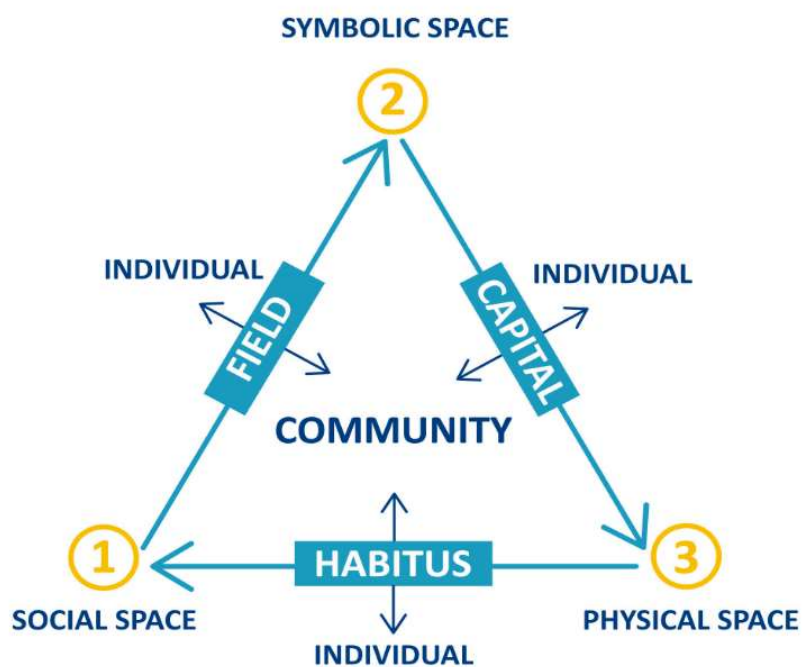 SYMBOLIC SPACE
2
INDIVIDUAL
INDIVIDUAL
FIELD
CAPITAL
COMMUNITY
1
HABITUS
3
SOCIAL SPACE
PHYSICAL SPACE
INDIVIDUAL